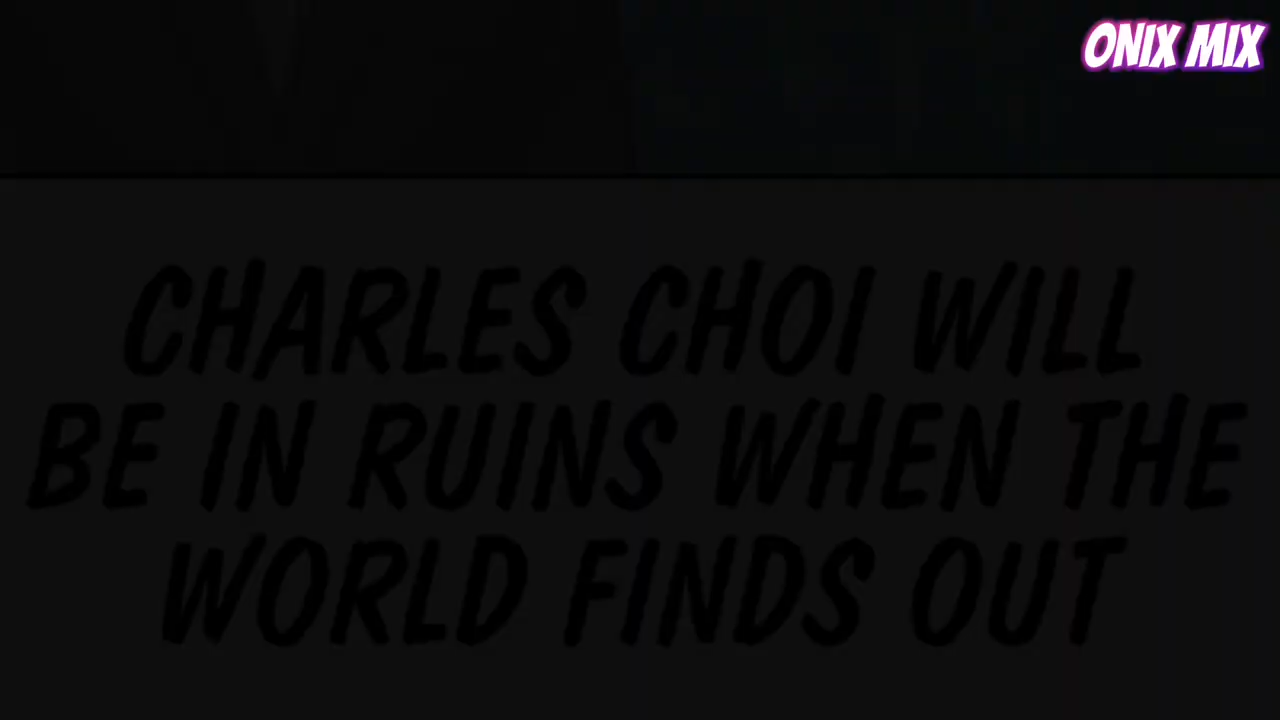 ONIX MIX
CHARLES CHOI WILL
BE IN RUINS WHEN THE
WORLD FINDS OUT